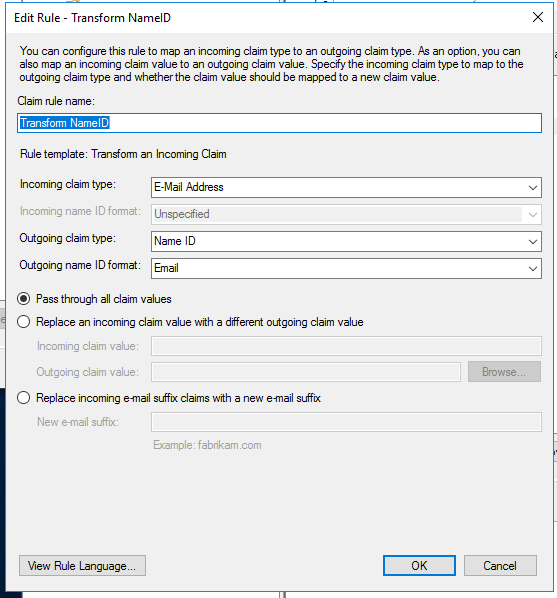 Edit Rule - Transform NameID
You can configure this rule to map an incoming claim type to an outgoing claim type. As an option, you can
also map an incoming claim value to an outgoing claim value. Specify the incoming claim type to map to the
outgoing claim type and whether the claim value should be mapped to a new claim value.
Claim rule name:
Transform NameID
Rule template: Transform an Incoming Claim
Incoming claim type: E-Mail Address
Incoming name ID format: Unspecified
Outgoing claim type: Name ID
Outgoing name ID format: Email
Pass through all claim values
Replace an incoming claim value with a different outgoing claim value
Incoming claim value:
Outgoing claim value: Browse...
Replace incoming e-mail suffix claims with a new e-mail suffix
New e-mail suffix:
Example: fabrikam.com
View Rule Language... OK Cancel